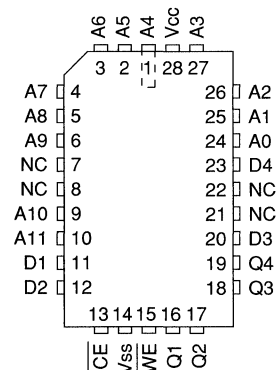 A6 A5 A4 Vcc A3
3 2 1 28 27
A7 4 26 A2
A8 5 25 A1
A9 6 24 A0
NC 7 23 D4
NC 8 22 NC
A10 9 21 NC
A11 10 20 D3
D1 11 19 Q4
D2 12 18 Q3
13 14 15 16 17
C̅E̅ Vss W̅E̅ Q1 Q2